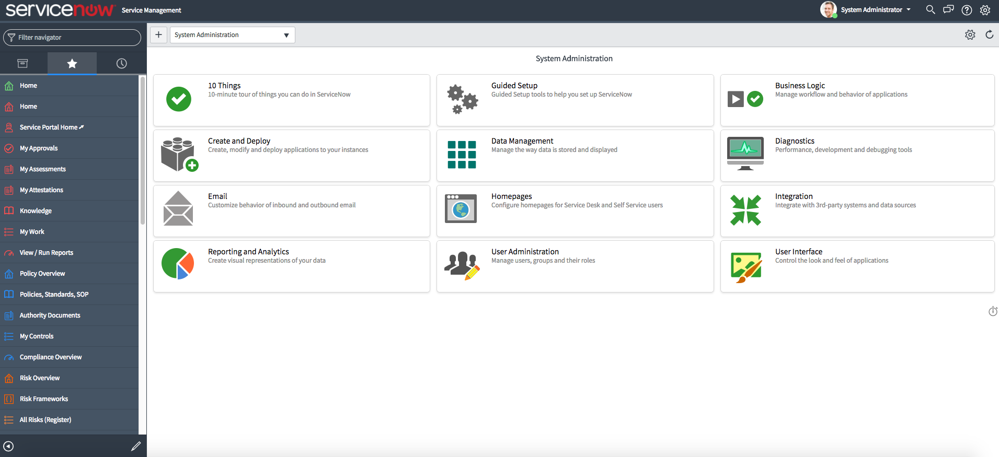 servicenow Service Management
System Administrator
Filter navigator
System Administration
Home
Home
Service Portal Home
My Approvals
My Assessments
My Attestations
Knowledge
My Work
View / Run Reports
Policy Overview
Policies, Standards, SOP
Authority Documents
My Controls
Compliance Overview
Risk Overview
Risk Frameworks
All Risks (Register)
System Administration
10 Things
10-minute tour of things you can do in ServiceNow
Guided Setup
Guided Setup tools to help you set up ServiceNow
Business Logic
Manage workflow and behavior of applications
Create and Deploy
Create, modify and deploy applications to your instances
Data Management
Manage the way data is stored and displayed
Diagnostics
Performance, development and debugging tools
Email
Customize behavior of inbound and outbound email
Homepages
Configure homepages for Service Desk and Self Service users
Integration
Integrate with 3rd-party systems and data sources
Reporting and Analytics
Create visual representations of your data
User Administration
Manage users, groups and their roles
User Interface
Control the look and feel of applications